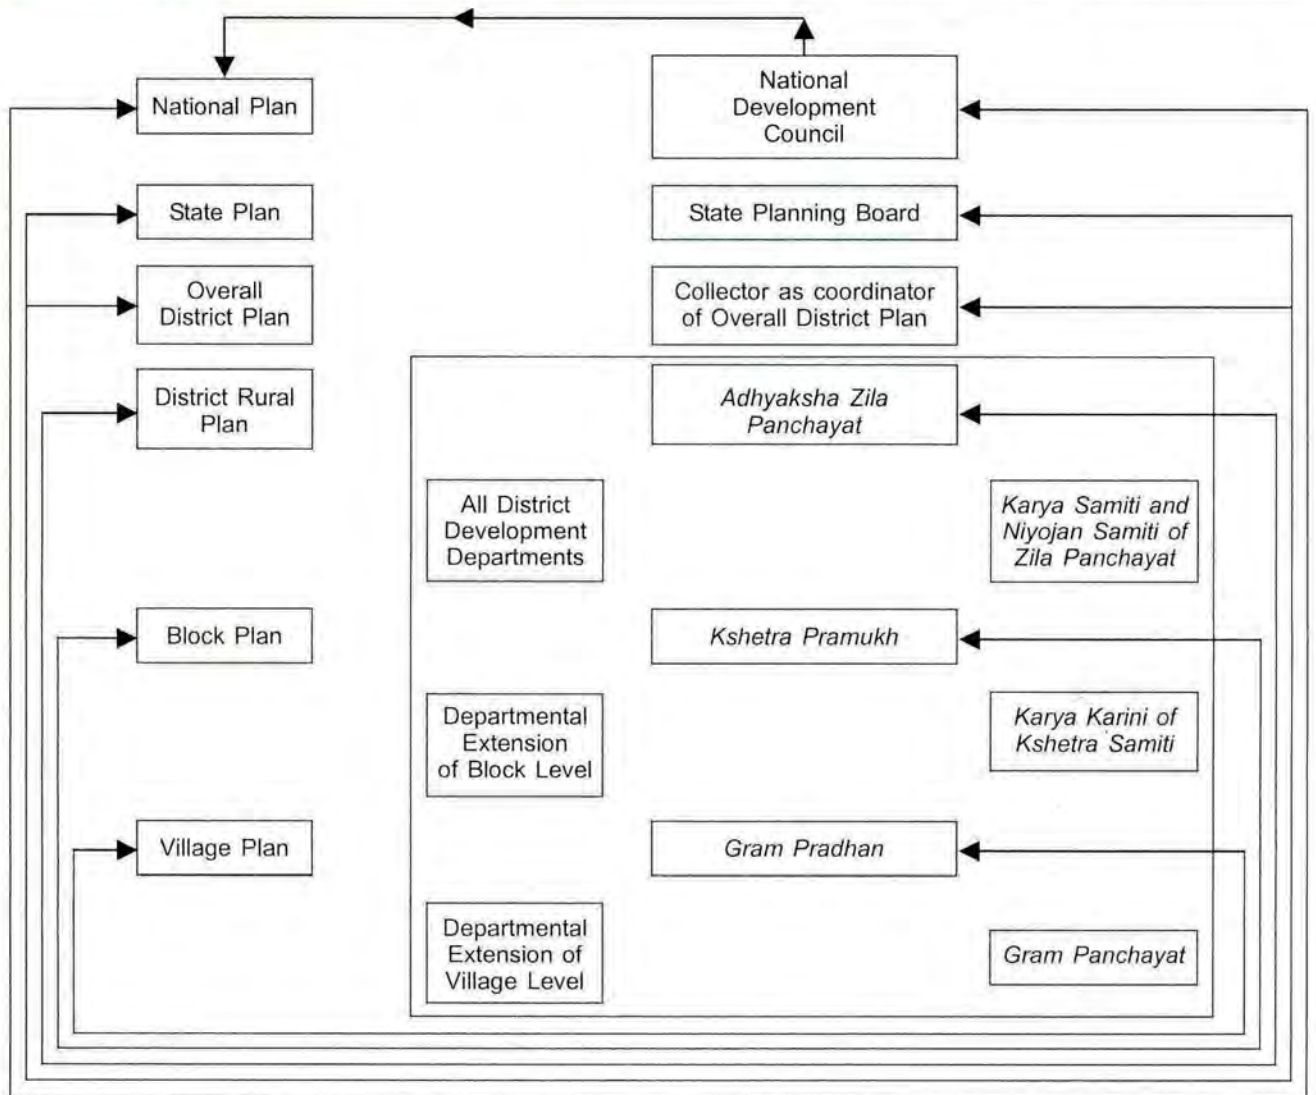 National Plan
National
Development
Council
State Plan
State Planning Board
Overall
District Plan
Collector as coordinator
of Overall District Plan
District Rural
Plan
Adhyaksha Zila
Panchayat
All District
Development
Departments
Karya Samiti and
Niyojan Samiti of
Zila Panchayat
Block Plan
Kshetra Pramukh
Departmental
Extension
of Block Level
Karya Karini of
Kshetra Samiti
Village Plan
Gram Pradhan
Departmental
Extension of
Village Level
Gram Panchayat